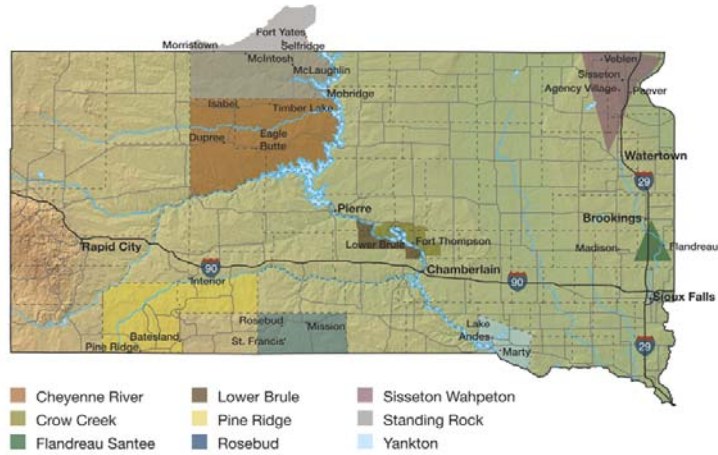 Fort Yates
Morristown
Selfridge
McIntosh
McLaughlin
Mobridge
Isabel
Timber Lake
Dupree
Eagle
Butte
Veblen
Sisseton
Agency Village
Peever
Watertown
29
Pierre
Brookings
Lower Brule
Fort Thompson
Madison
Flandreau
Rapid City
90
Chamberlain
Interior
90
Sioux Falls
Rosebud
Mission
Batesland
St. Francis
Pine Ridge
Lake
Andes
Marty
29
Cheyenne River
Lower Brule
Sisseton Wahpeton
Crow Creek
Pine Ridge
Standing Rock
Flandreau Santee
Rosebud
Yankton